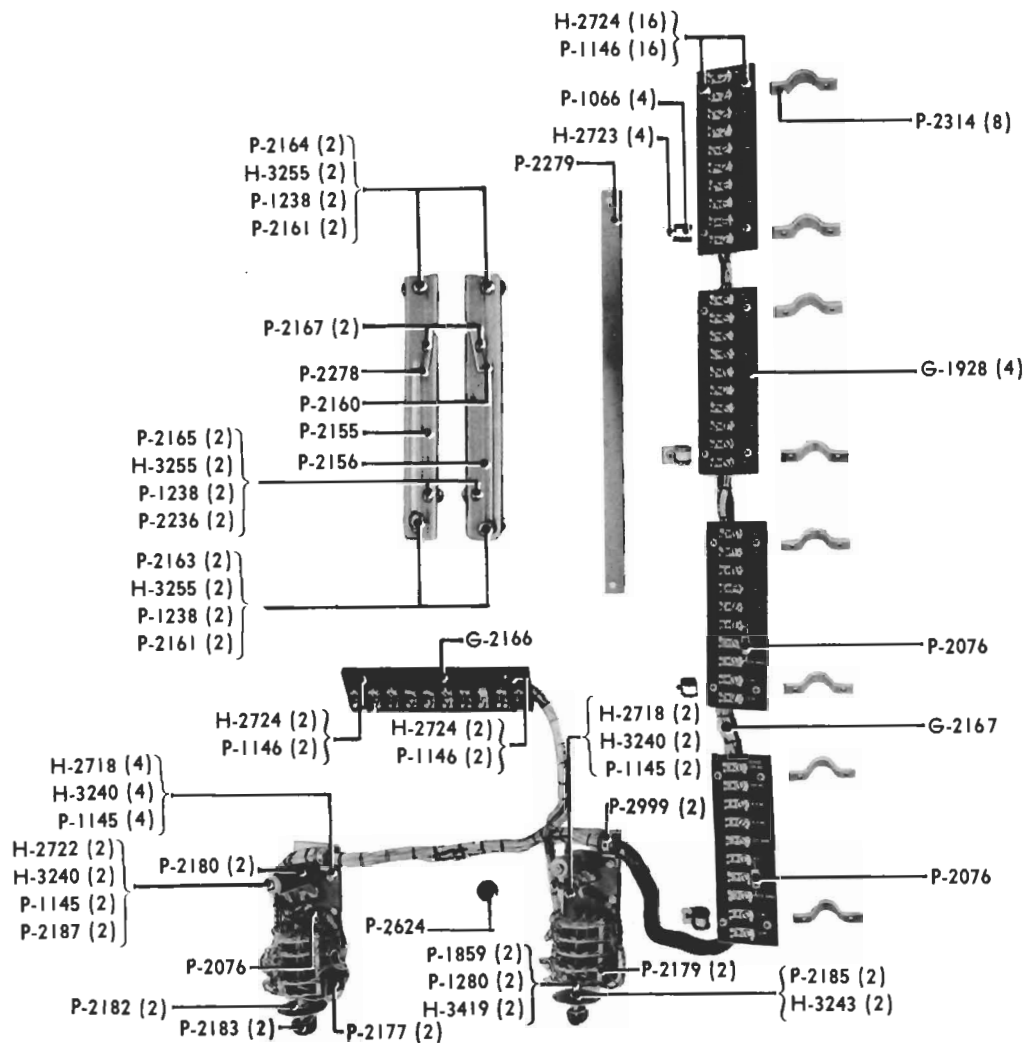 H-2724 (16)
P-1146 (16)
P-1066 (4)
H-2723 (4)
P-2279
P-2314 (8)
P-2164 (2)
H-3255 (2)
P-1238 (2)
P-2161 (2)
P-2167 (2)
P-2278
P-2160
P-2155
P-2156
G-1928 (4)
P-2165 (2)
H-3255 (2)
P-1238 (2)
P-2236 (2)
P-2163 (2)
H-3255 (2)
P-1238 (2)
P-2161 (2)
G-2166
P-2076
H-2724 (2)
P-1146 (2)
H-2724 (2)
P-1146 (2)
H-2718 (2)
H-3240 (2)
P-1145 (2)
G-2167
H-2718 (4)
H-3240 (4)
P-1145 (4)
P-2999 (2)
H-2722 (2)
H-3240 (2)
P-1145 (2)
P-2187 (2)
P-2180 (2)
P-2624
P-2076
P-2076
P-1859 (2)
P-1280 (2)
H-3419 (2)
P-2179 (2)
P-2185 (2)
H-3243 (2)
P-2182 (2)
P-2183 (2)
P-2177 (2)